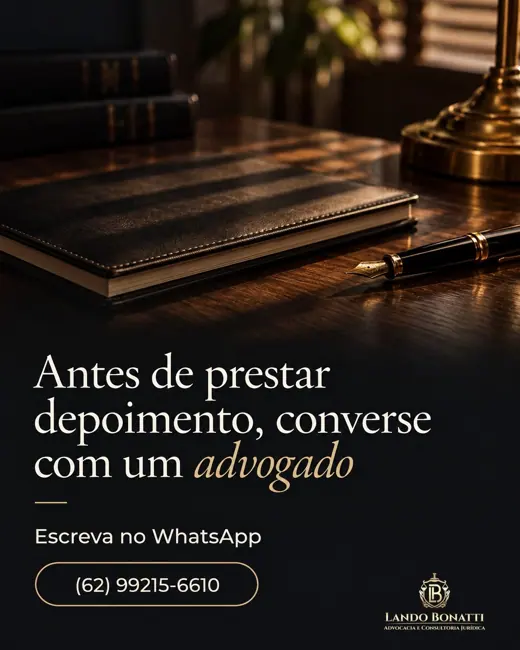 Antes de prestar
depoimento, converse
com um advogado
Escreva no WhatsApp
(62) 99215-6610
LB
LANDO BONATTI
ADVOCACIA E CONSULTORIA JURÍDICA